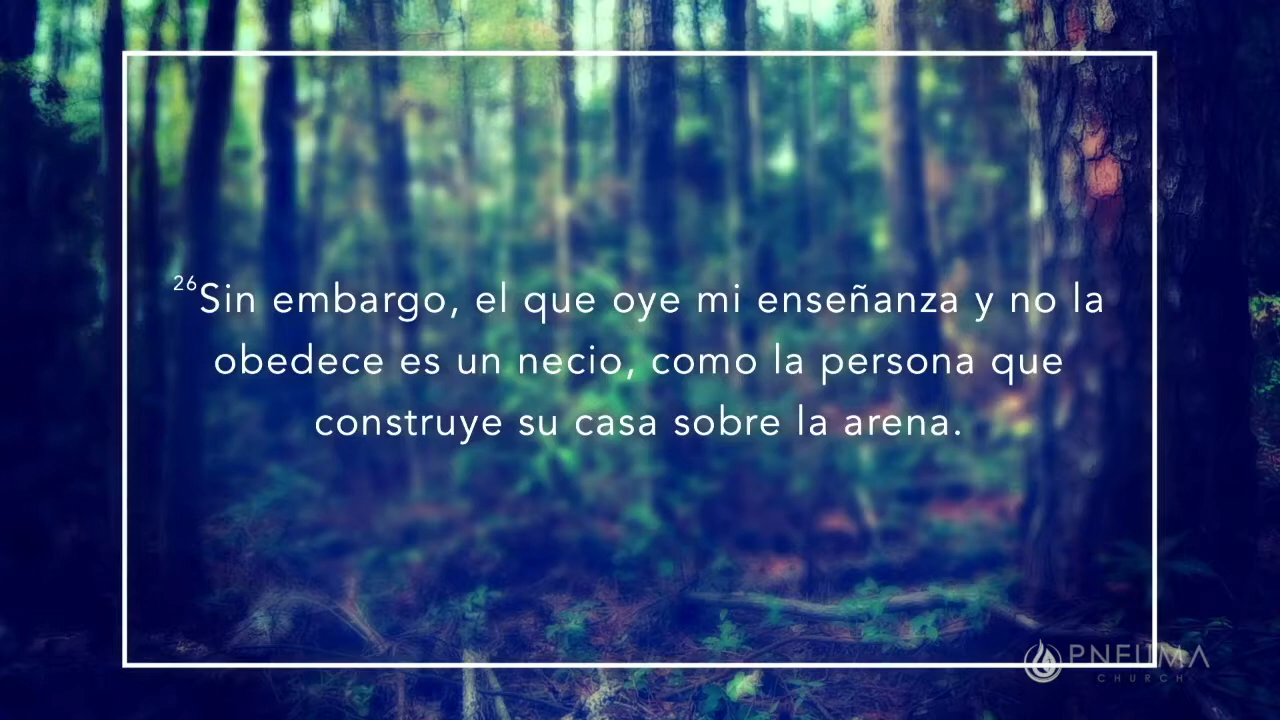 ²⁶Sin embargo, el que oye mi enseñanza y no la
obedece es un necio, como la persona que
construye su casa sobre la arena.
PNEUMA
CHURCH